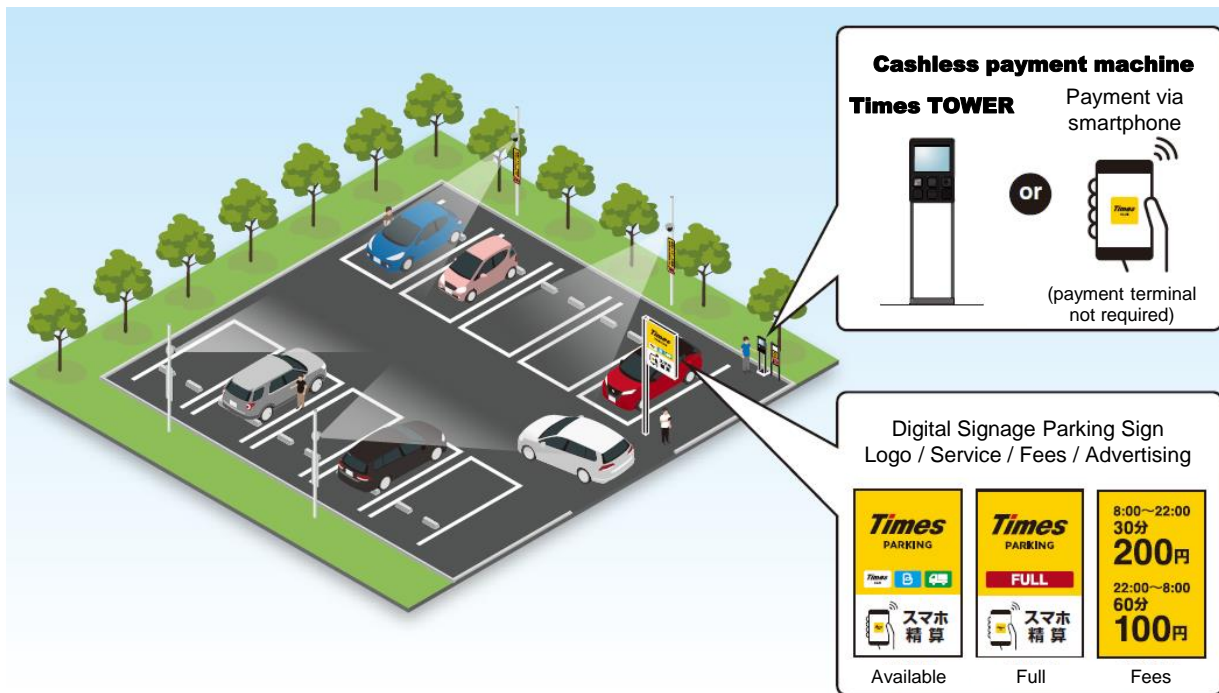 Cashless payment machine
Times TOWER
Payment via
smartphone
or
Times
(payment terminal
not required)
Times
Digital Signage Parking Sign
Logo / Service / Fees / Advertising
Times
PARKING
Times
B
スマホ
精算
Available
Times
PARKING
FULL
スマホ
精算
Full
8:00～22:00
30分
200円
22:00～8:00
60分
100円
Fees